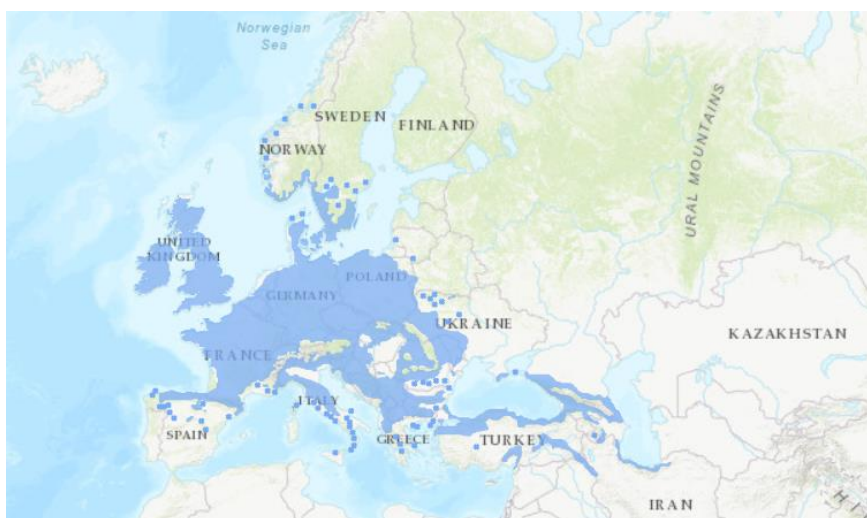 Norwegian
Sea
SWEDEN
FINLAND
NORWAY
URAL MOUNTAINS
UNITED
KINGDOM
POLAND
GERMANY
UKRAINE
KAZAKHSTAN
FRANCE
ITALY
SPAIN
GREECE
TURKEY
IRAN
H I